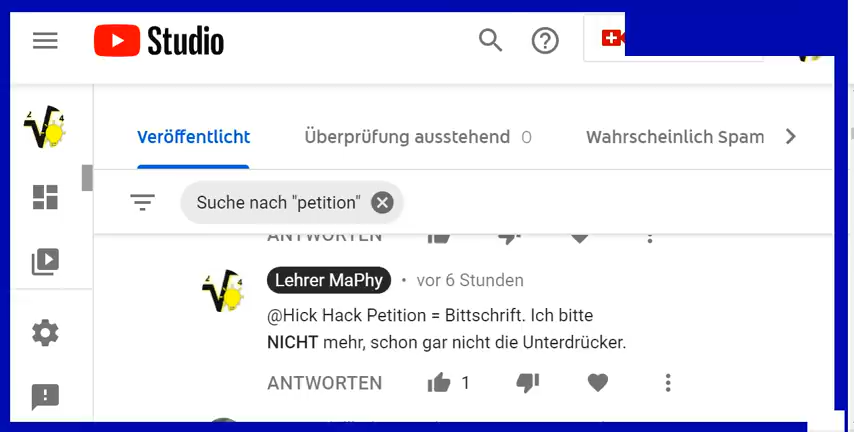 Studio
Veröffentlicht Überprüfung ausstehend 0 Wahrscheinlich Spam
Suche nach "petition"
ANTWORTEN
Lehrer MaPhy • vor 6 Stunden
@Hick Hack Petition = Bittschrift. Ich bitte
NICHT mehr, schon gar nicht die Unterdrücker.
ANTWORTEN 1